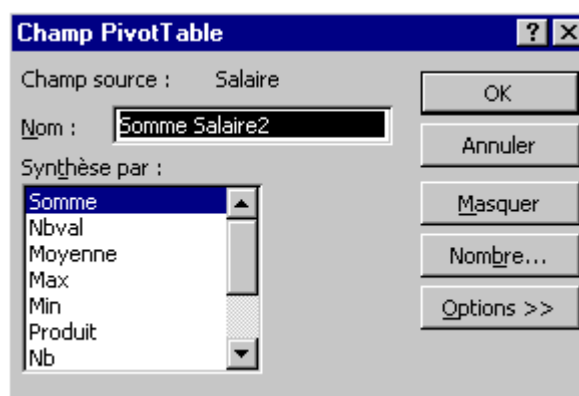 Champ PivotTable
Champ source : Salaire
Nom : Somme Salaire2
Synthèse par :
Somme
Nbval
Moyenne
Max
Min
Produit
Nb
OK
Annuler
Masquer
Nombre...
Options >>